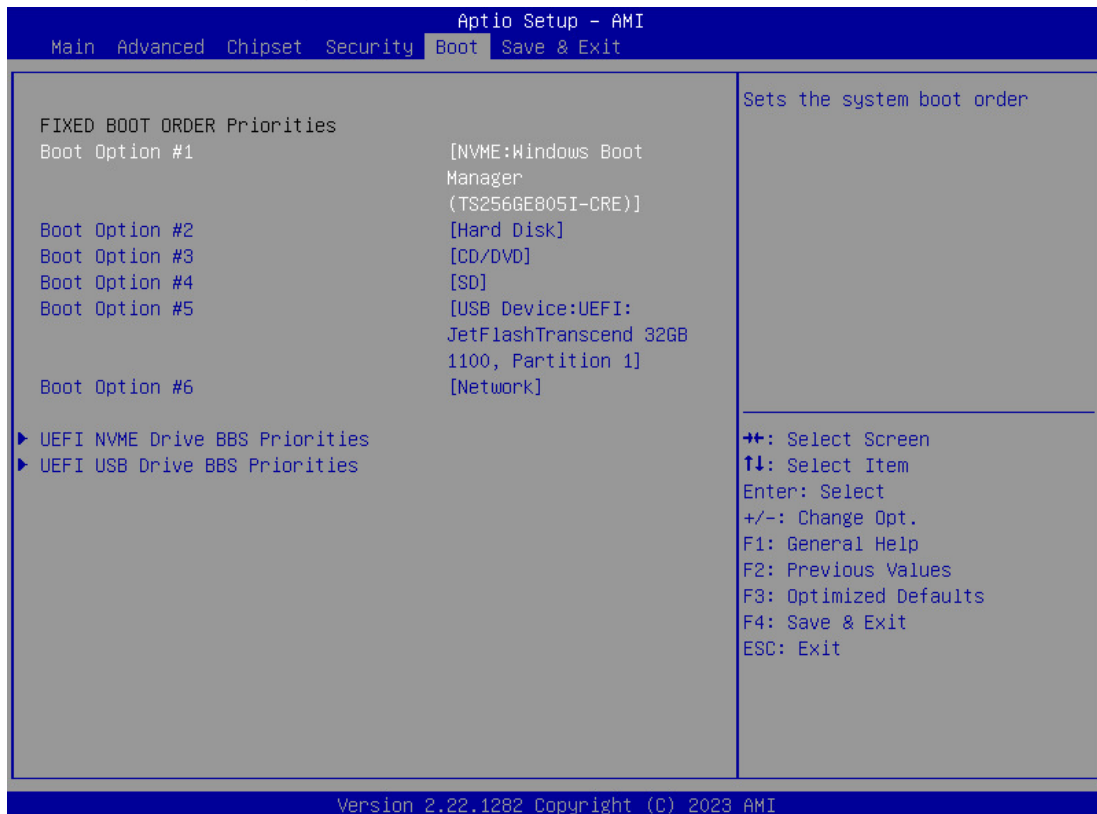 Aptio Setup – AMI
Main Advanced Chipset Security Boot Save & Exit
Sets the system boot order
FIXED BOOT ORDER Priorities
Boot Option #1 [NVME:Windows Boot
Manager
(TS256GE805I-CRE)]
Boot Option #2 [Hard Disk]
Boot Option #3 [CD/DVD]
Boot Option #4 [SD]
Boot Option #5 [USB Device:UEFI:
JetFlashTranscend 32GB
1100, Partition 1]
Boot Option #6 [Network]
▶ UEFI NVME Drive BBS Priorities
▶ UEFI USB Drive BBS Priorities
→←: Select Screen
↑↓: Select Item
Enter: Select
+/-: Change Opt.
F1: General Help
F2: Previous Values
F3: Optimized Defaults
F4: Save & Exit
ESC: Exit
Version 2.22.1282 Copyright (C) 2023 AMI